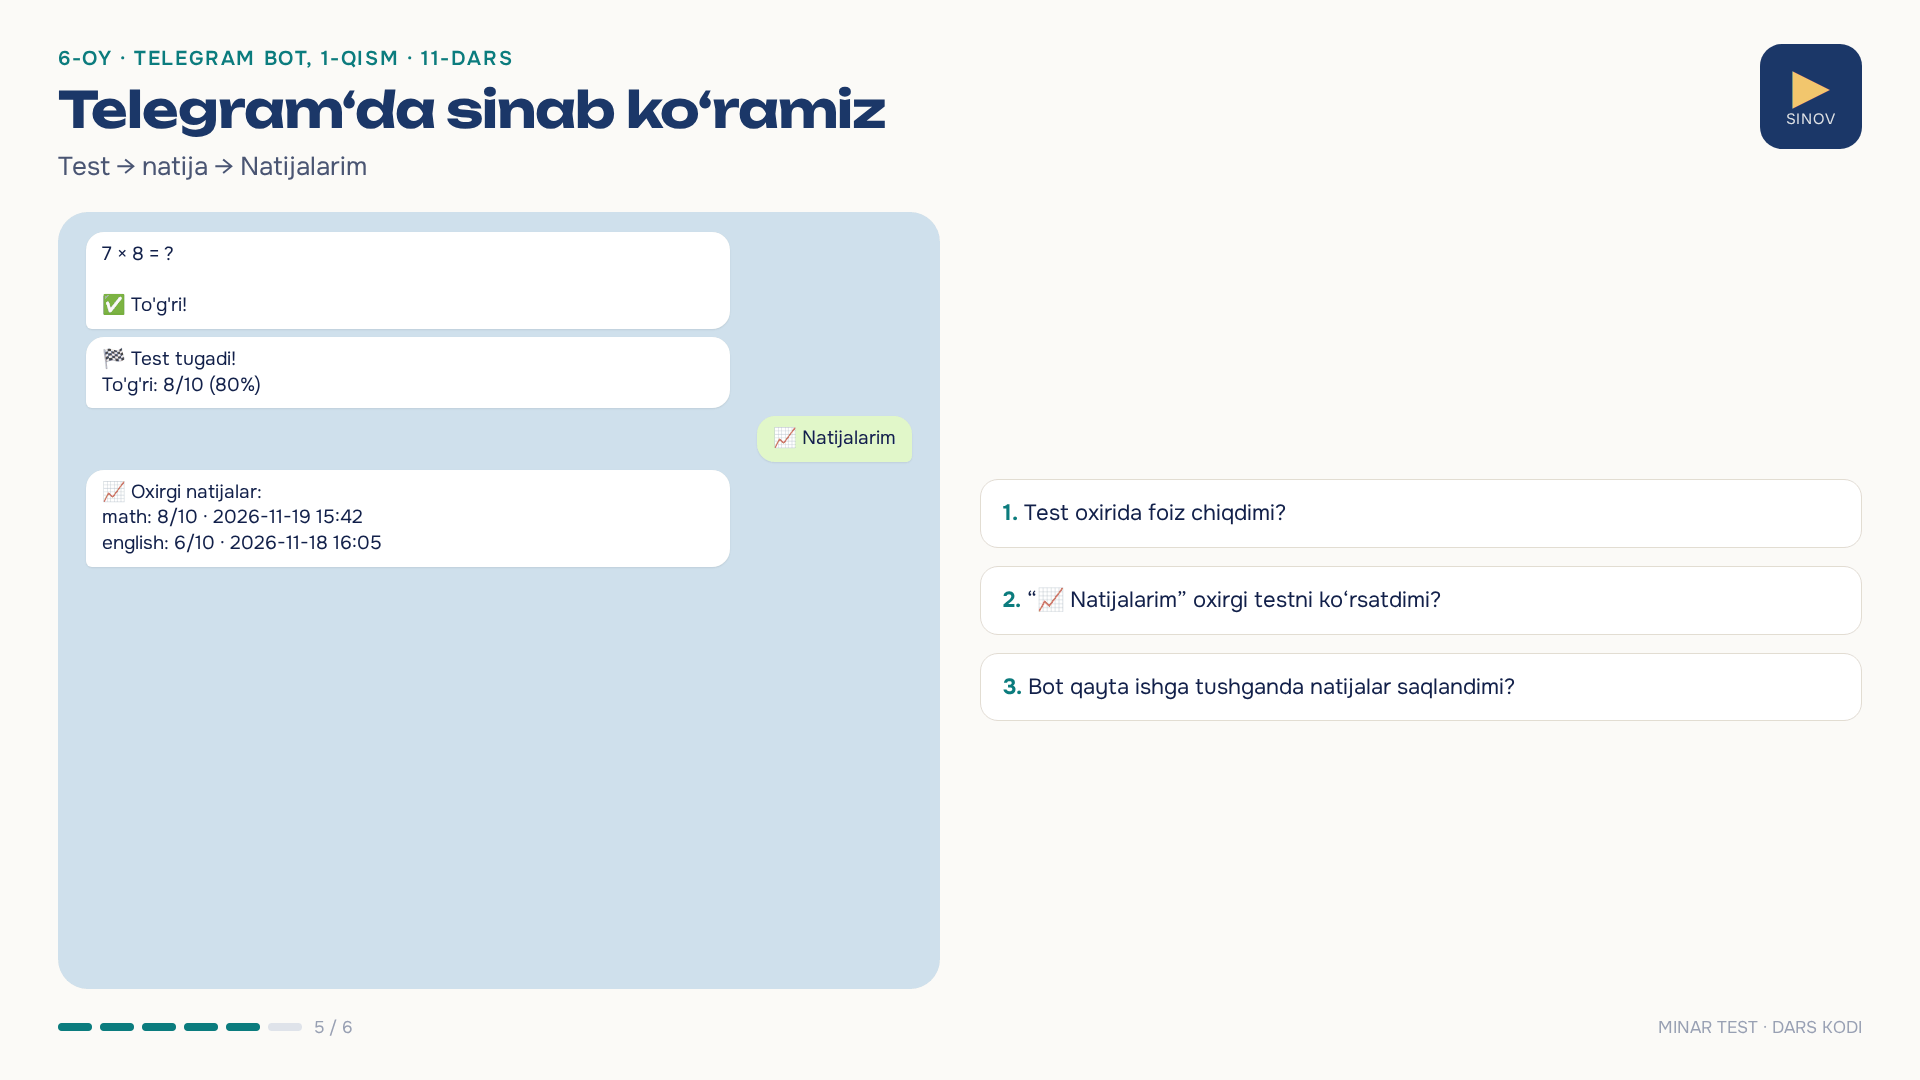 6-OY · TELEGRAM BOT, 1-QISM · 11-DARS
Telegram‘da sinab ko‘ramiz
Test → natija → Natijalarim
SINOV
7 × 8 = ?
✅ To'g'ri!
🏁 Test tugadi!
To'g'ri: 8/10 (80%)
📈 Natijalarim
📈 Oxirgi natijalar:
math: 8/10 · 2026-11-19 15:42
english: 6/10 · 2026-11-18 16:05
1. Test oxirida foiz chiqdimi?
2. “📈 Natijalarim” oxirgi testni ko‘rsatdimi?
3. Bot qayta ishga tushganda natijalar saqlandimi?
5 / 6
MINAR TEST · DARS KODI